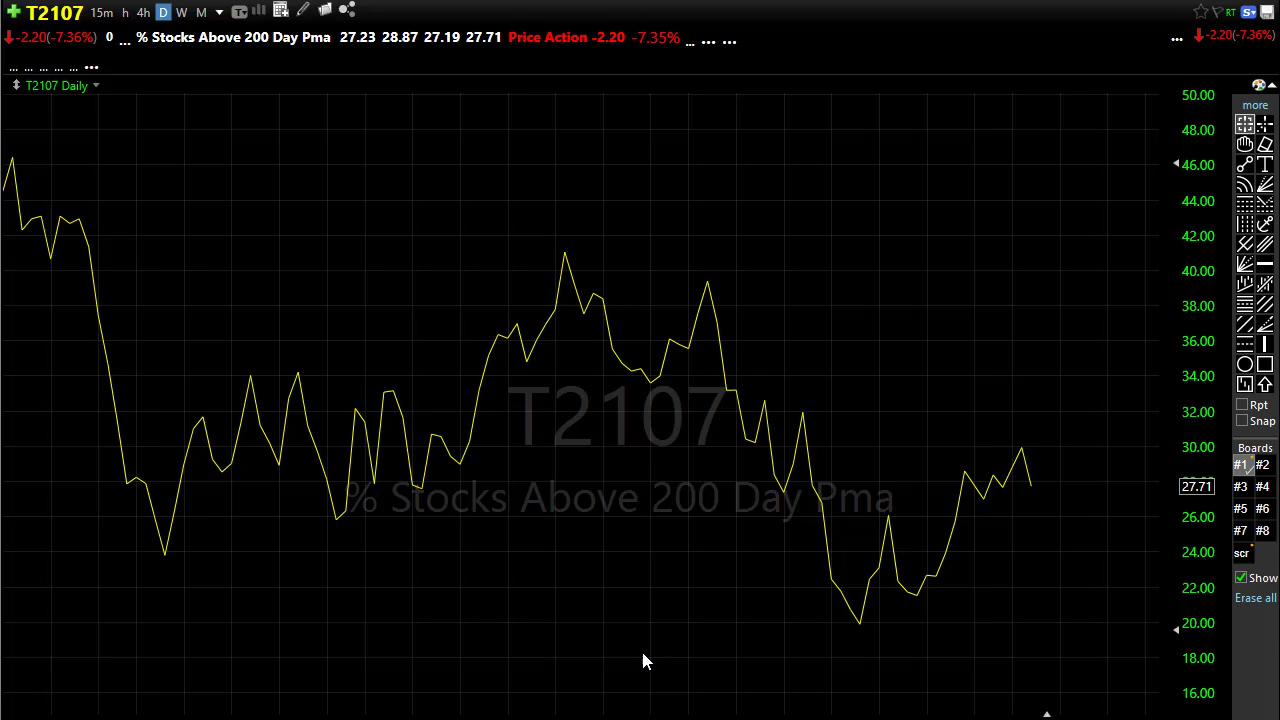 T2107 15m h 4h D W M RT S
-2.20(-7.36%) 0 ... % Stocks Above 200 Day Pma 27.23 28.87 27.19 27.71 Price Action -2.20 -7.35% ... ... ... ... -2.20(-7.36%)
... ... ... ... ... ...
T2107 Daily
50.00
more
48.00
46.00
44.00
42.00
40.00
38.00
36.00
34.00
Rpt
32.00
Snap
T2107
30.00
Boards
#1 #2
27.71
#3 #4
% Stocks Above 200 Day Pma
#5 #6
26.00
#7 #8
24.00
scr
Show
22.00
Erase all
20.00
18.00
16.00